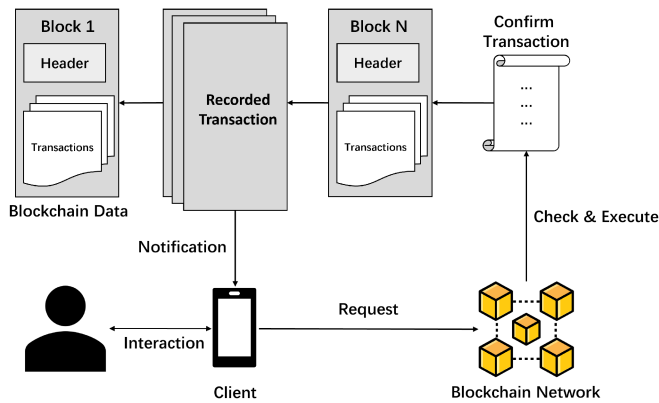 Block 1
Header
Transactions
Blockchain Data
Recorded
Transaction
Block N
Header
Transactions
Confirm
Transaction
...
...
...
Check & Execute
Notification
Interaction
Client
Request
Blockchain Network